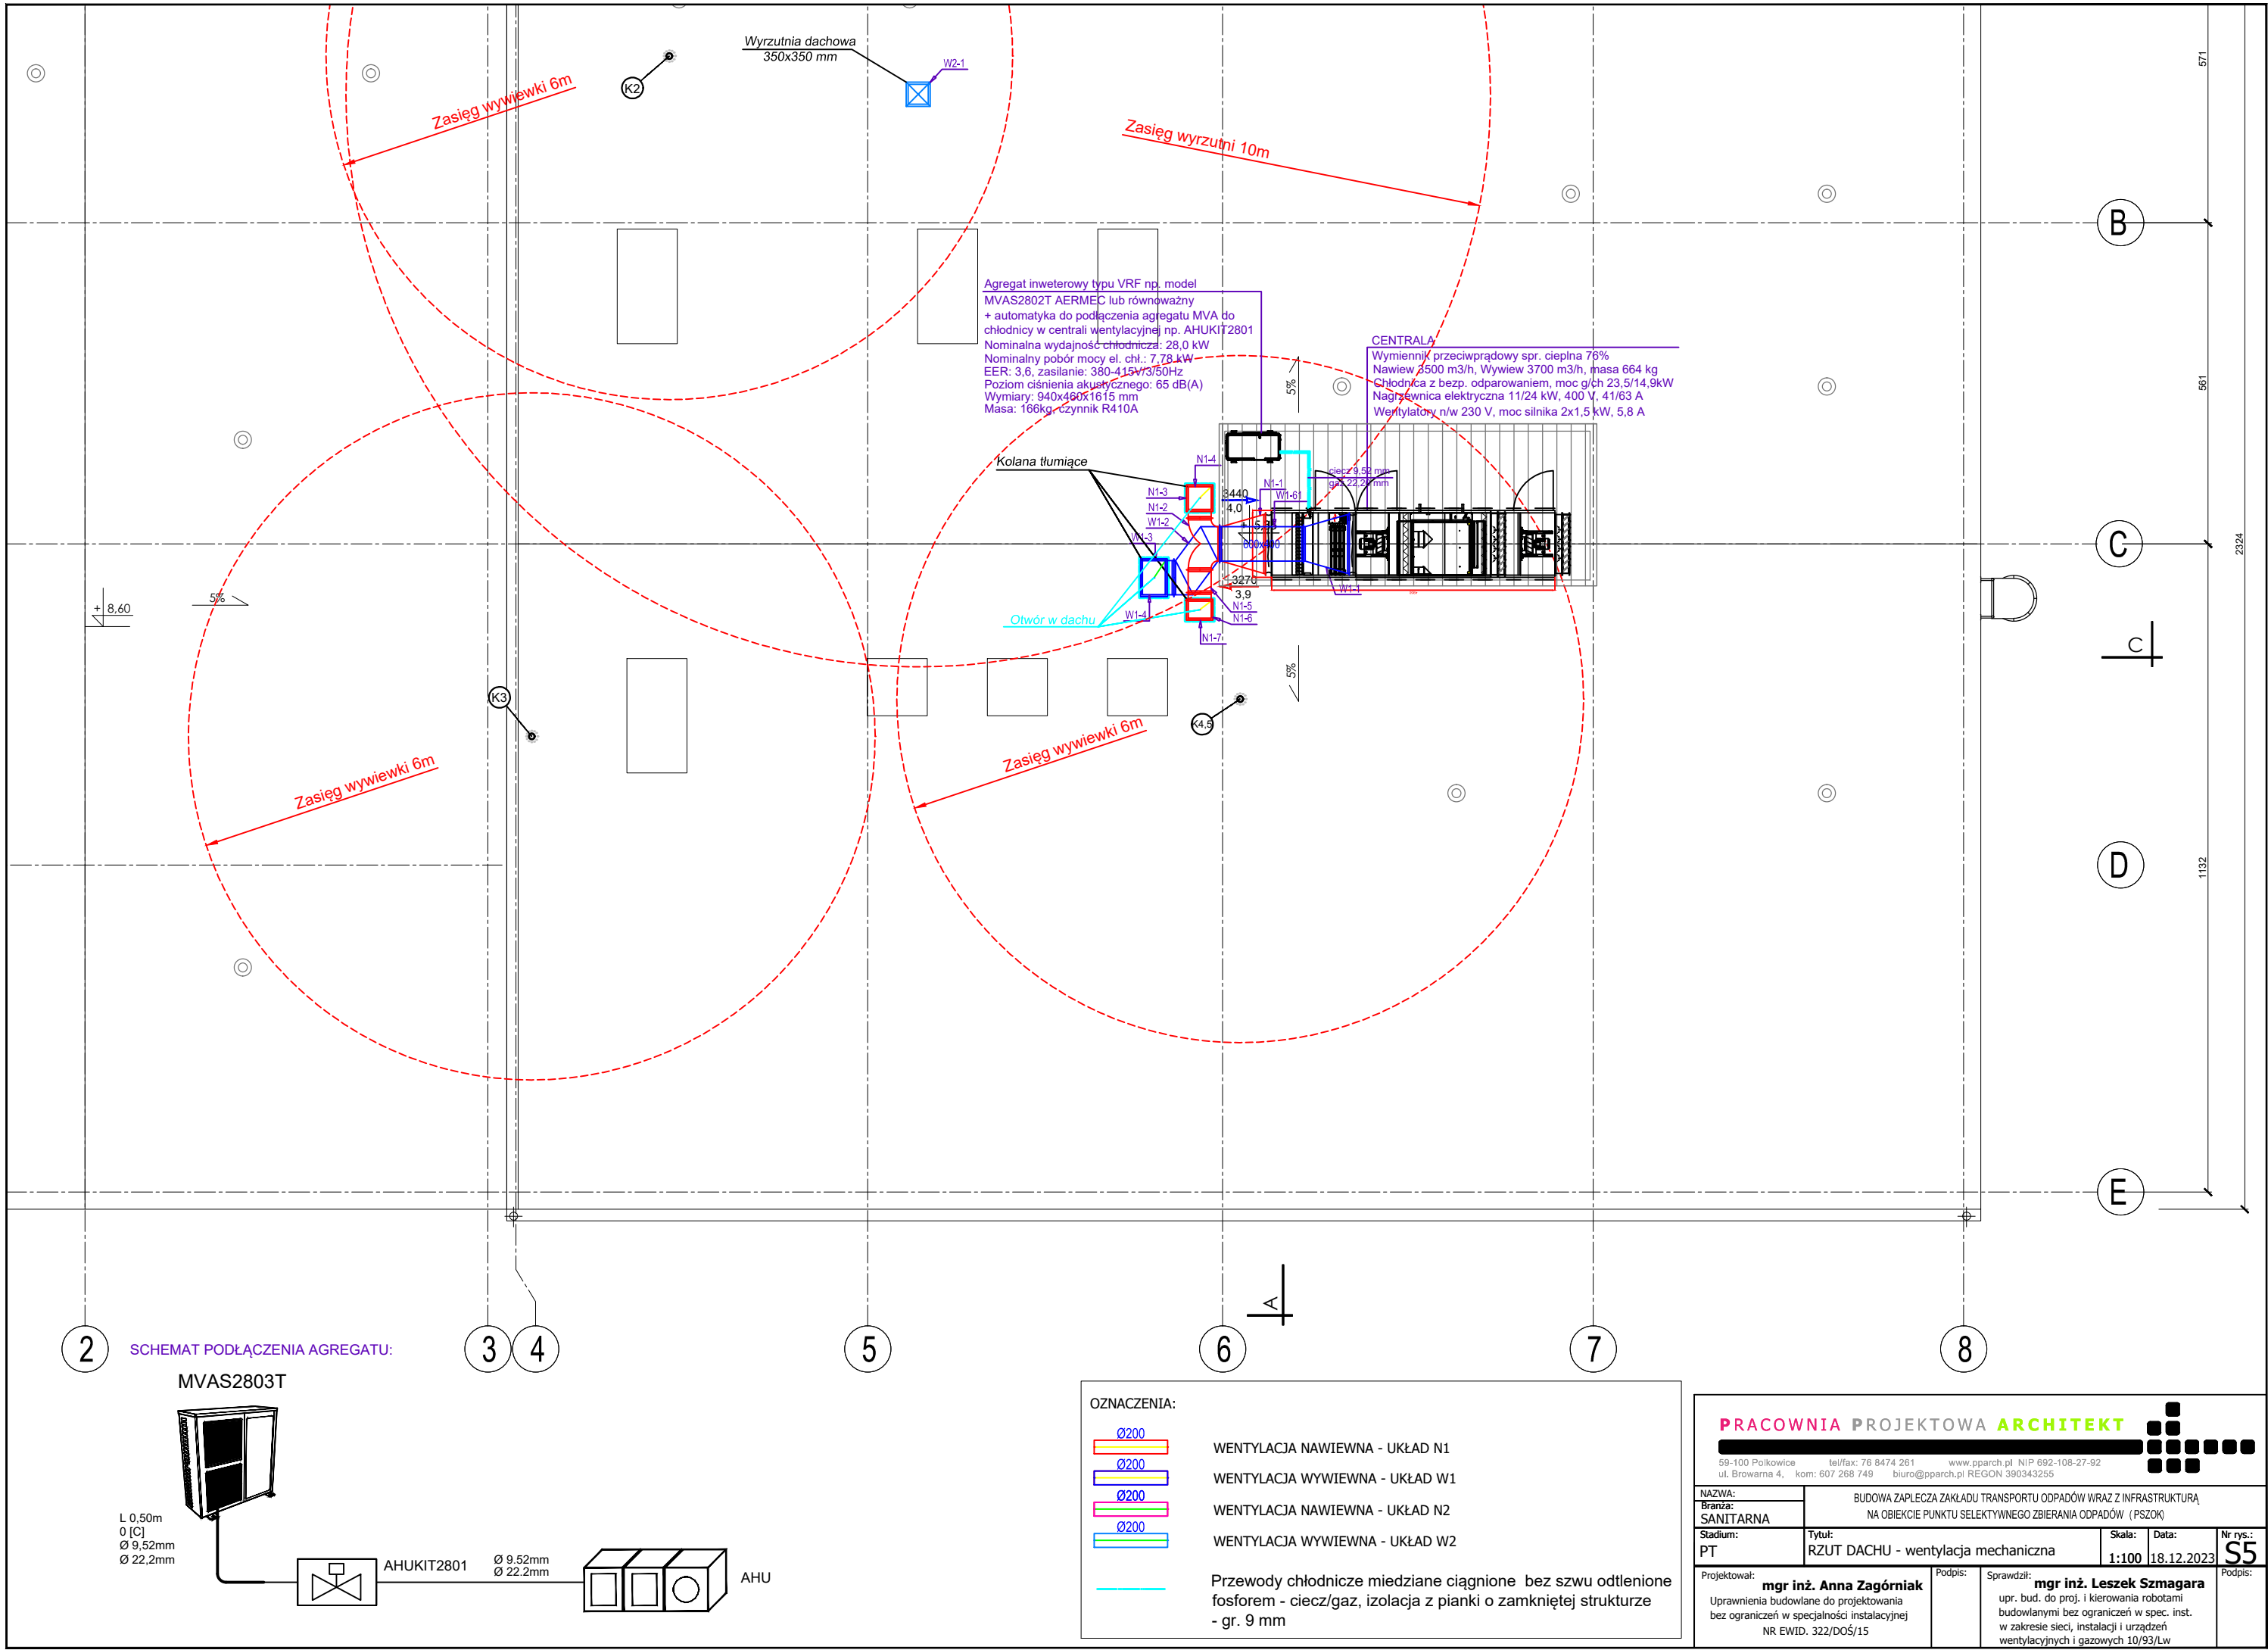 Wyrzutnia dachowa
350x350 mm
W2-1
K2
Zasięg wywiewki 6m
Zasięg wyrzutni 10m
571
B
Agregat inweterowy typu VRF np. model
MVAS2802T AERMEC lub równoważny
+ automatyka do podłączenia agregatu MVA do
chłodnicy w centrali wentylacyjnej np. AHUKIT2801
Nominalna wydajność chłodnicza: 28,0 kW
Nominalny pobór mocy el. chł.: 7,78 kW
EER: 3,6, zasilanie: 380-415V/3/50Hz
Poziom ciśnienia akustycznego: 65 dB(A)
Wymiary: 940x460x1615 mm
Masa: 166kg, czynnik R410A
CENTRALA
Wymiennik przeciwprądowy spr. cieplna 76%
Nawiew 3500 m3/h, Wywiew 3700 m3/h, masa 664 kg
Chłodnica z bezp. odparowaniem, moc g/ch 23,5/14,9kW
Nagrzewnica elektryczna 11/24 kW, 400 V, 41/63 A
Wentylatory n/w 230 V, moc silnika 2x1,5 kW, 5,8 A
5%
561
Kolana tłumiące
N1-4
N1-3
N1-2
W1-2
W1-3
3440
4,0
N1-1
W1-61
ciecz 9,52 mm
gaz 22,20 mm
C
2324
3270
3,9
W1-1
N1-5
N1-6
N1-7
W1-4
Otwór w dachu
+ 8,60
5%
5%
C
K3
K4,5
Zasięg wywiewki 6m
Zasięg wywiewki 6m
D
1132
E
A
2
3
4
5
6
7
8
SCHEMAT PODŁĄCZENIA AGREGATU:
MVAS2803T
L 0,50m
0 [C]
Ø 9,52mm
Ø 22,2mm
AHUKIT2801
Ø 9.52mm
Ø 22.2mm
AHU
OZNACZENIA:
Ø200
WENTYLACJA NAWIEWNA - UKŁAD N1
Ø200
WENTYLACJA WYWIEWNA - UKŁAD W1
Ø200
WENTYLACJA NAWIEWNA - UKŁAD N2
Ø200
WENTYLACJA WYWIEWNA - UKŁAD W2
Przewody chłodnicze miedziane ciągnione bez szwu odtlenione
fosforem - ciecz/gaz, izolacja z pianki o zamkniętej strukturze
- gr. 9 mm
PRACOWNIA PROJEKTOWA ARCHITEKT
59-100 Polkowice tel/fax: 76 8474 261 www.pparch.pl NIP 692-108-27-92
ul. Browarna 4, kom: 607 268 749 biuro@pparch.pl REGON 390343255
NAZWA:
BUDOWA ZAPLECZA ZAKŁADU TRANSPORTU ODPADÓW WRAZ Z INFRASTRUKTURĄ
NA OBIEKCIE PUNKTU SELEKTYWNEGO ZBIERANIA ODPADÓW ( PSZOK)
Branża:
SANITARNA
Stadium:
PT
Tytuł:
RZUT DACHU - wentylacja mechaniczna
Skala:
1:100
Data:
18.12.2023
Nr rys.:
S5
Projektował:
mgr inż. Anna Zagórniak
Uprawnienia budowlane do projektowania
bez ograniczeń w specjalności instalacyjnej
NR EWID. 322/DOŚ/15
Podpis:
Sprawdził:
mgr inż. Leszek Szmagara
upr. bud. do proj. i kierowania robotami
budowlanymi bez ograniczeń w spec. inst.
w zakresie sieci, instalacji i urządzeń
wentylacyjnych i gazowych 10/93/Lw
Podpis: